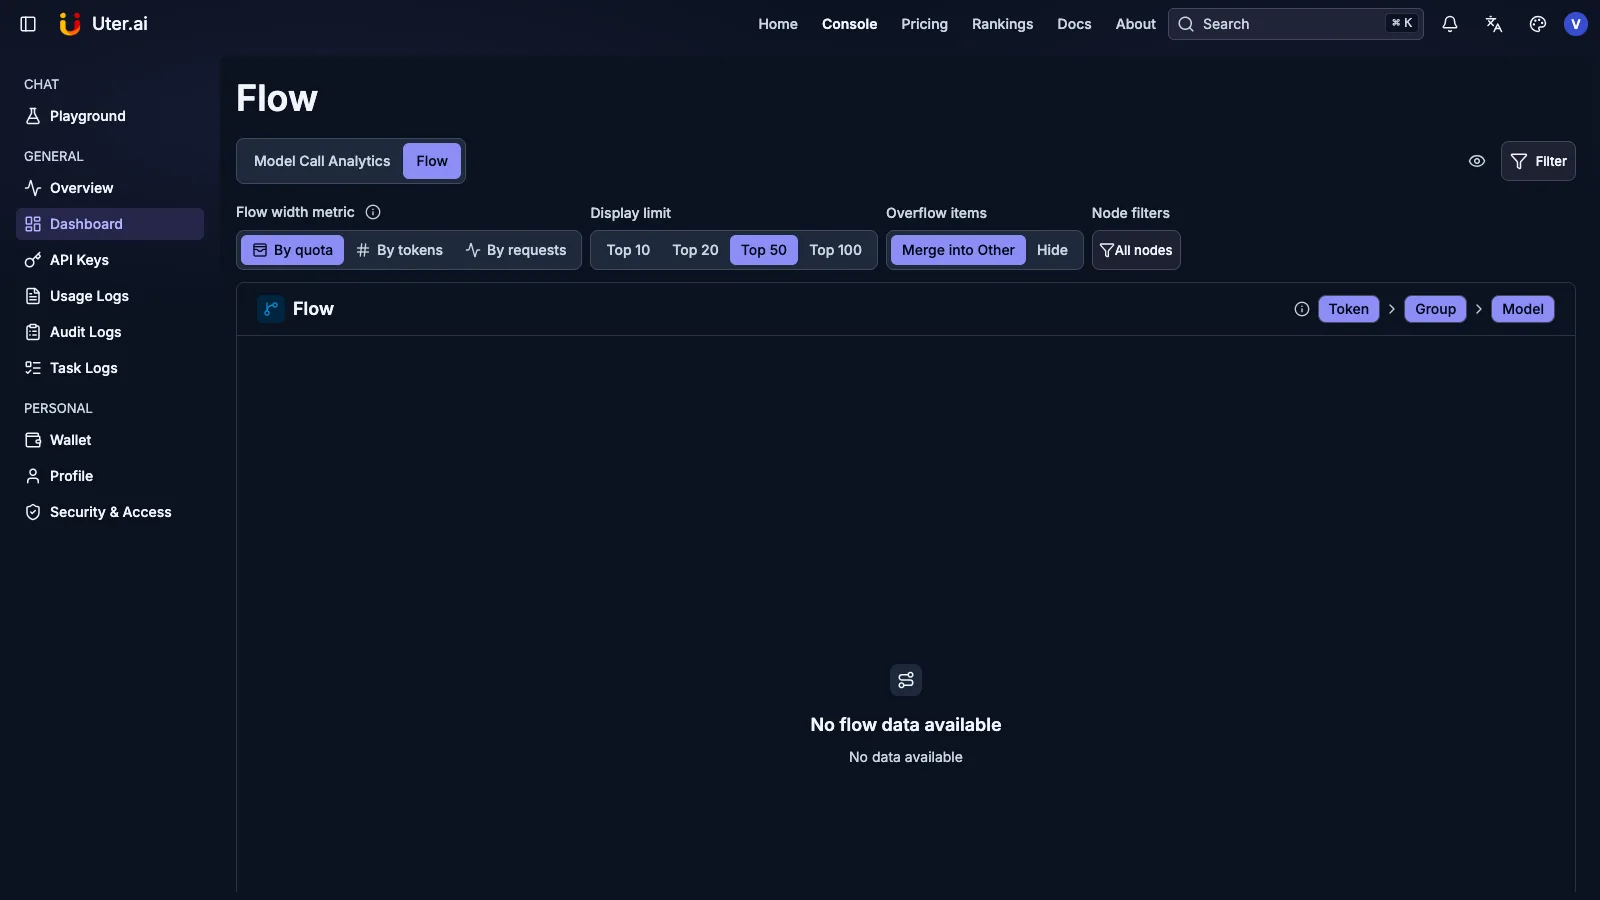 Uter.ai
Home Console Pricing Rankings Docs About Search ⌘ K V
CHAT
Playground
GENERAL
Overview
Dashboard
API Keys
Usage Logs
Audit Logs
Task Logs
PERSONAL
Wallet
Profile
Security & Access
Flow
Model Call Analytics Flow
Filter
Flow width metric Display limit Overflow items Node filters
By quota By tokens By requests Top 10 Top 20 Top 50 Top 100 Merge into Other Hide All nodes
Flow Token Group Model
No flow data available
No data available